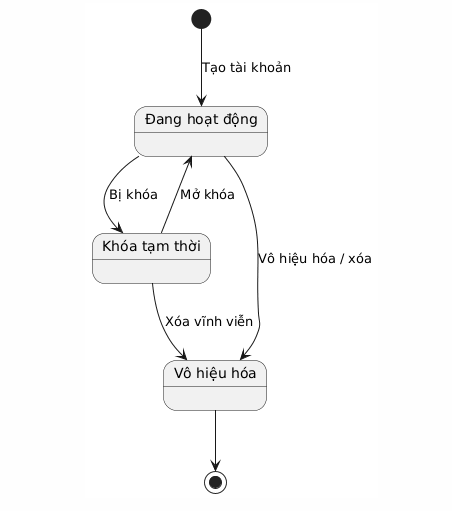 Tạo tài khoản
Đang hoạt động
Bị khóa
Mở khóa
Khóa tạm thời
Vô hiệu hóa / xóa
Xóa vĩnh viễn
Vô hiệu hóa